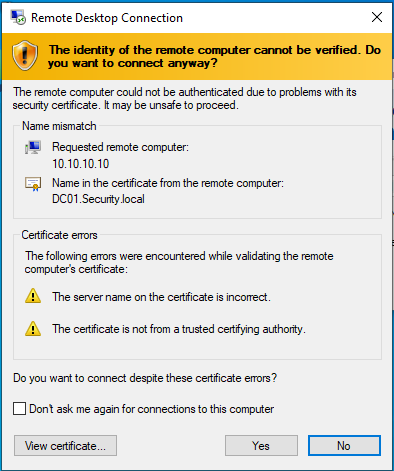 Remote Desktop Connection
The identity of the remote computer cannot be verified. Do
you want to connect anyway?
The remote computer could not be authenticated due to problems with its
security certificate. It may be unsafe to proceed.
Name mismatch
Requested remote computer:
10.10.10.10
Name in the certificate from the remote computer:
DC01.Security.local
Certificate errors
The following errors were encountered while validating the remote
computer's certificate:
The server name on the certificate is incorrect.
The certificate is not from a trusted certifying authority.
Do you want to connect despite these certificate errors?
Don't ask me again for connections to this computer
View certificate...
Yes
No